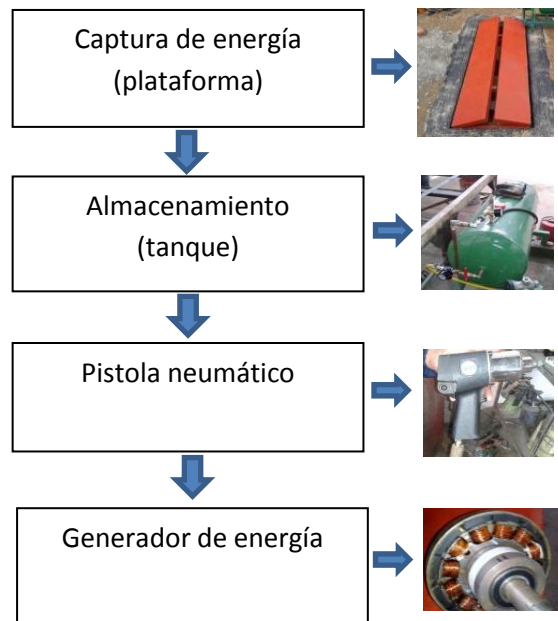 Captura de energía
(plataforma)
Almacenamiento
(tanque)
Pistola neumático
Generador de energía